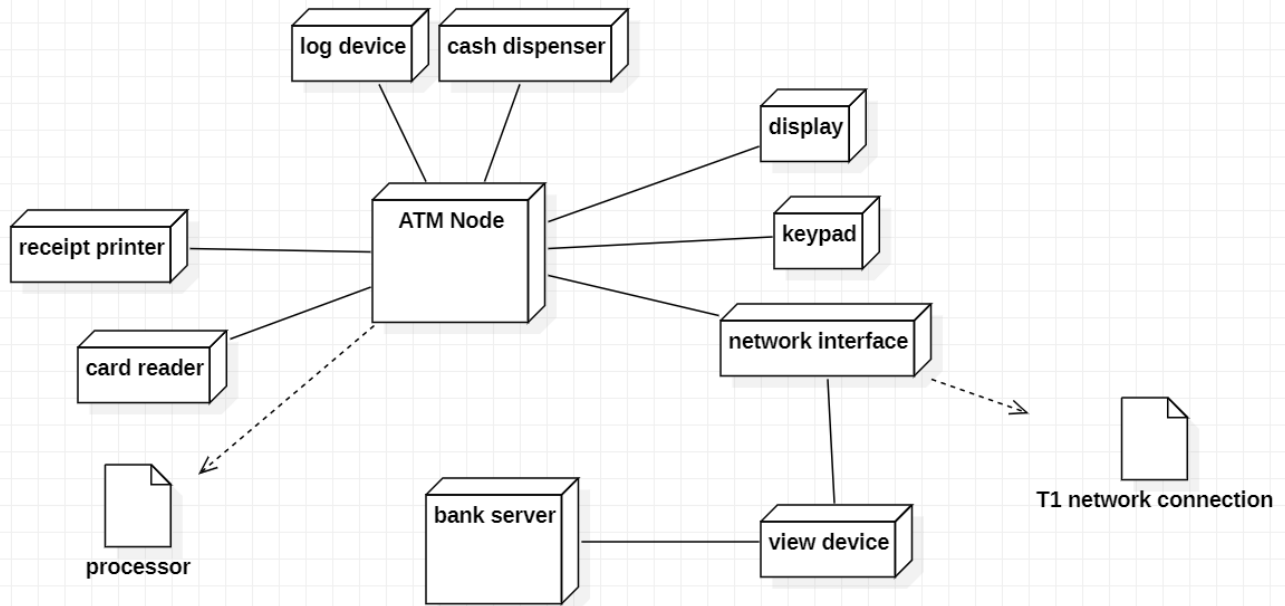 log device
cash dispenser
display
ATM Node
keypad
receipt printer
network interface
card reader
T1 network connection
bank server
view device
processor